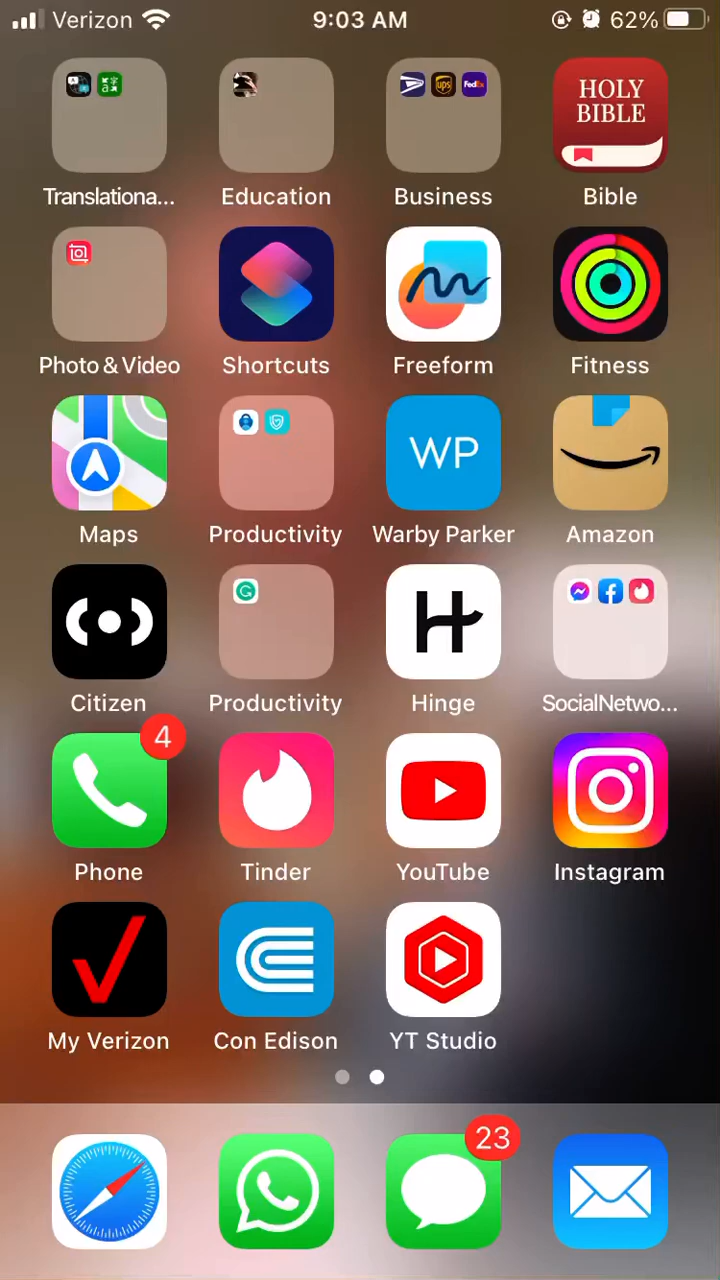 Verizon 9:03 AM 62%
Translationa... Education Business Bible
HOLY
BIBLE
ups FedEx
Photo & Video Shortcuts Freeform Fitness
WP
Maps Productivity Warby Parker Amazon
Citizen Productivity Hinge SocialNetwo...
H
4
Phone Tinder YouTube Instagram
My Verizon Con Edison YT Studio
23